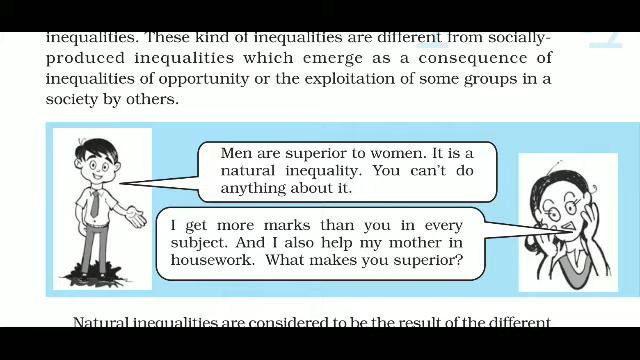 inequalities. These kind of inequalities are different from socially-
produced inequalities which emerge as a consequence of
inequalities of opportunity or the exploitation of some groups in a
society by others.
Men are superior to women. It is a
natural inequality. You can't do
anything about it.
I get more marks than you in every
subject. And I also help my mother in
housework. What makes you superior?
Natural inequalities are considered to be the result of the different